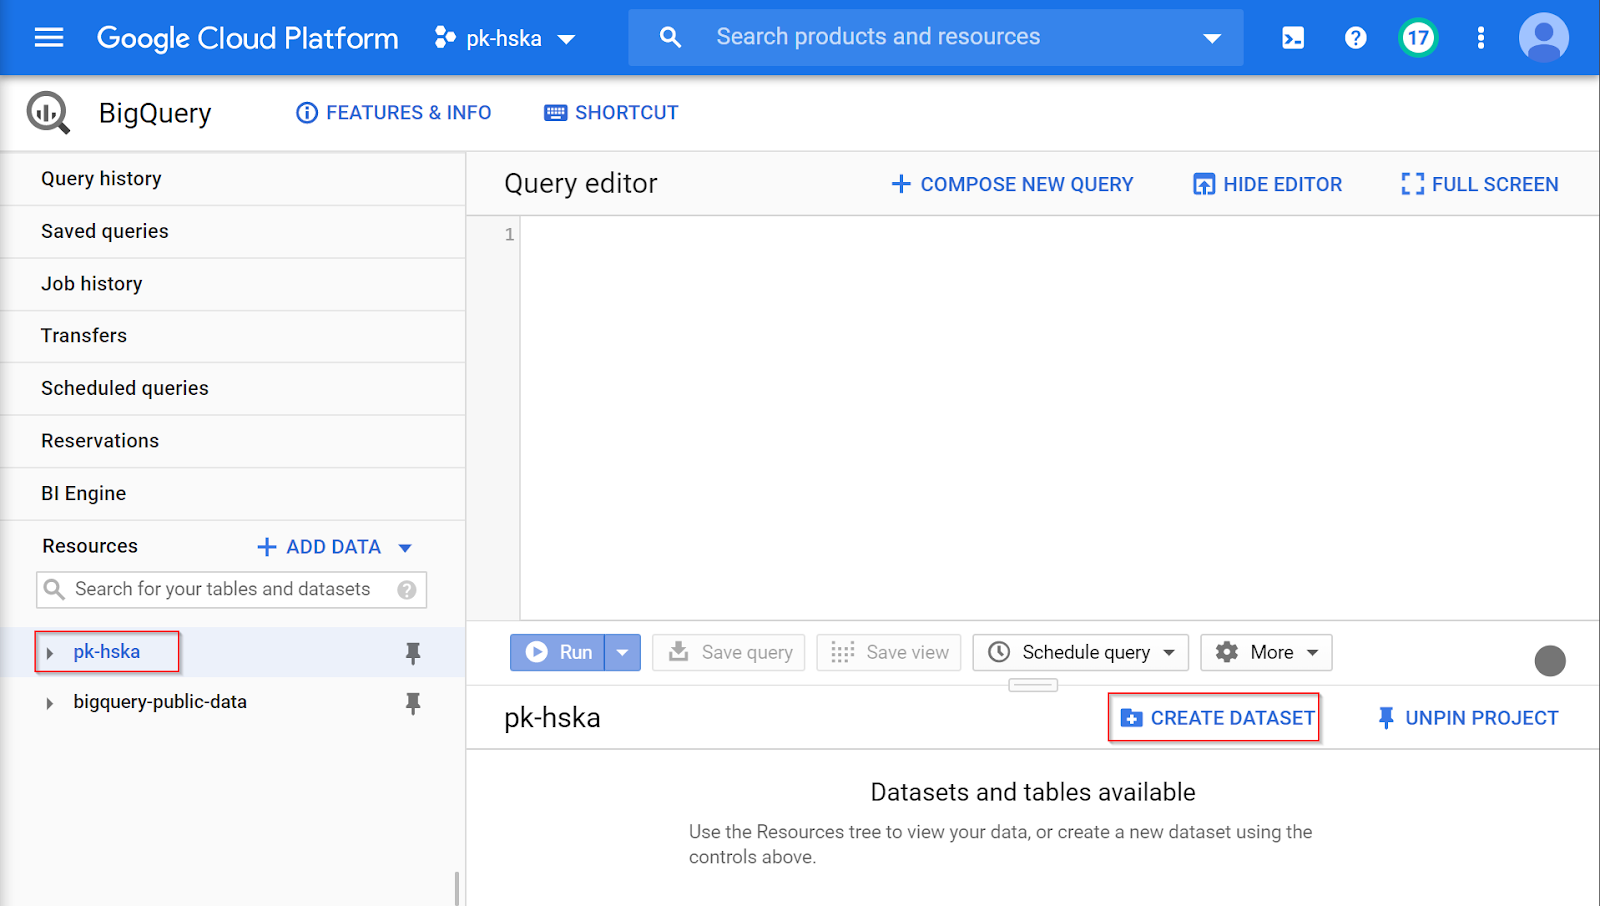 Google Cloud Platform
pk-hska
Search products and resources
?
17
BigQuery
FEATURES & INFO
SHORTCUT
Query history
Saved queries
Job history
Transfers
Scheduled queries
Reservations
BI Engine
Resources
+ ADD DATA
Search for your tables and datasets
?
pk-hska
bigquery-public-data
Query editor
+ COMPOSE NEW QUERY
HIDE EDITOR
FULL SCREEN
1
Run
Save query
Save view
Schedule query
More
pk-hska
CREATE DATASET
UNPIN PROJECT
Datasets and tables available
Use the Resources tree to view your data, or create a new dataset using the
controls above.